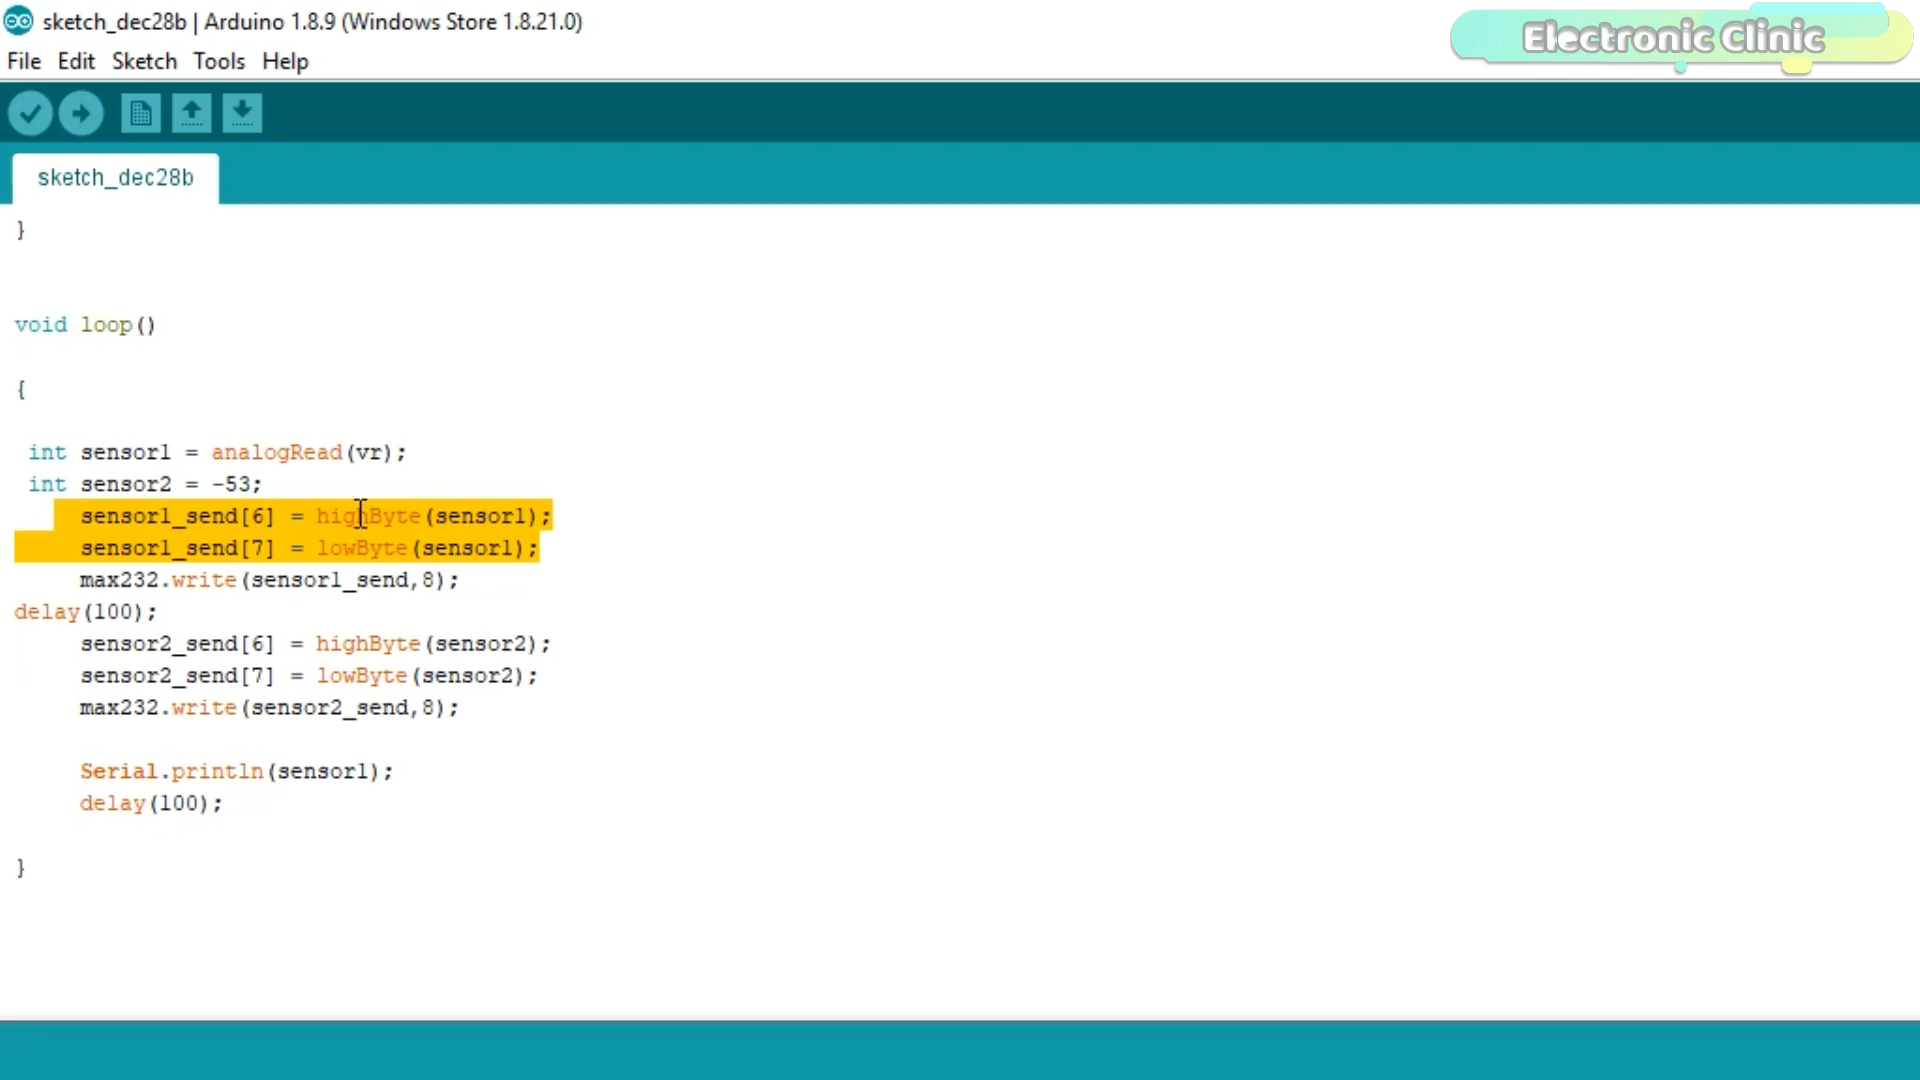 sketch_dec28b | Arduino 1.8.9 (Windows Store 1.8.21.0)
Electronic Clinic
File Edit Sketch Tools Help
sketch_dec28b
}
void loop()
{
int sensor1 = analogRead(vr);
int sensor2 = -53;
sensor1_send[6] = highByte(sensor1);
sensor1_send[7] = lowByte(sensor1);
max232.write(sensor1_send,8);
delay(100);
sensor2_send[6] = highByte(sensor2);
sensor2_send[7] = lowByte(sensor2);
max232.write(sensor2_send,8);
Serial.println(sensor1);
delay(100);
}